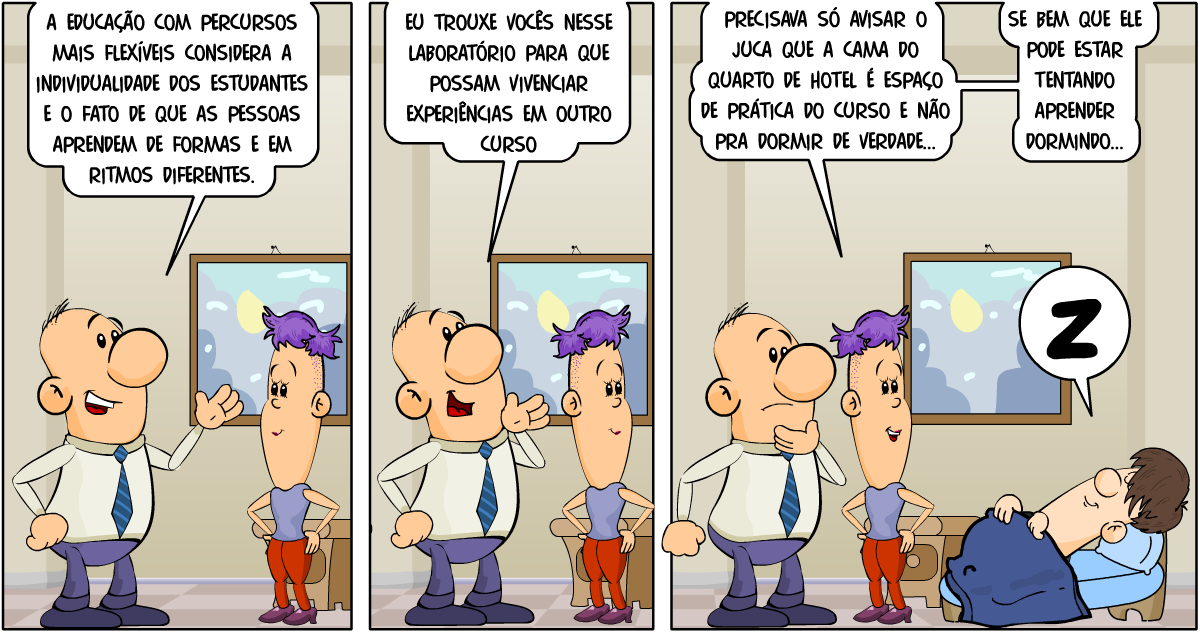 A EDUCAÇÃO COM PERCURSOS
MAIS FLEXÍVEIS CONSIDERA A
INDIVIDUALIDADE DOS ESTUDANTES
E O FATO DE QUE AS PESSOAS
APRENDEM DE FORMAS E EM
RITMOS DIFERENTES.
EU TROUXE VOCÊS NESSE
LABORATÓRIO PARA QUE
POSSAM VIVENCIAR
EXPERIÊNCIAS EM OUTRO
CURSO
PRECISAVA SÓ AVISAR O
JUCA QUE A CAMA DO
QUARTO DE HOTEL É ESPAÇO
DE PRÁTICA DO CURSO E NÃO
PRA DORMIR DE VERDADE...
SE BEM QUE ELE
PODE ESTAR
TENTANDO
APRENDER
DORMINDO...
Z